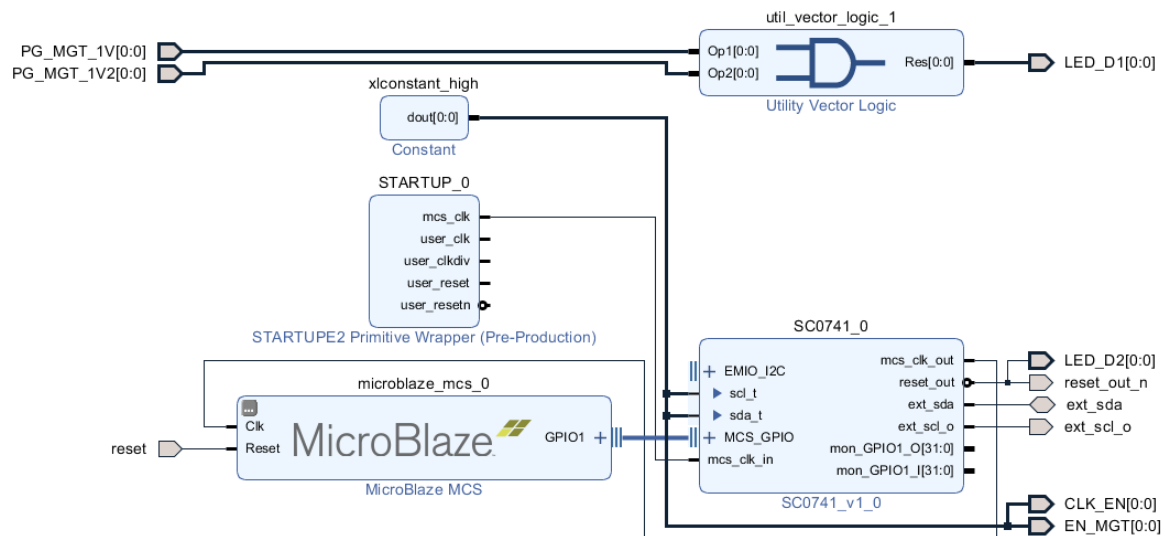 util_vector_logic_1
PG_MGT_1V[0:0]
PG_MGT_1V2[0:0]
Op1[0:0]
Op2[0:0]
Res[0:0]
LED_D1[0:0]
Utility Vector Logic
xlconstant_high
dout[0:0]
Constant
STARTUP_0
mcs_clk
user_clk
user_clkdiv
user_reset
user_resetn
STARTUPE2 Primitive Wrapper (Pre-Production)
SC0741_0
EMIO_I2C
scl_t
sda_t
MCS_GPIO
mcs_clk_in
mcs_clk_out
reset_out
ext_sda
ext_scl_o
mon_GPIO1_O[31:0]
mon_GPIO1_I[31:0]
SC0741_v1_0
LED_D2[0:0]
reset_out_n
ext_sda
ext_scl_o
microblaze_mcs_0
reset
Clk
Reset
MicroBlaze
GPIO1
MicroBlaze MCS
CLK_EN[0:0]
EN_MGT[0:0]